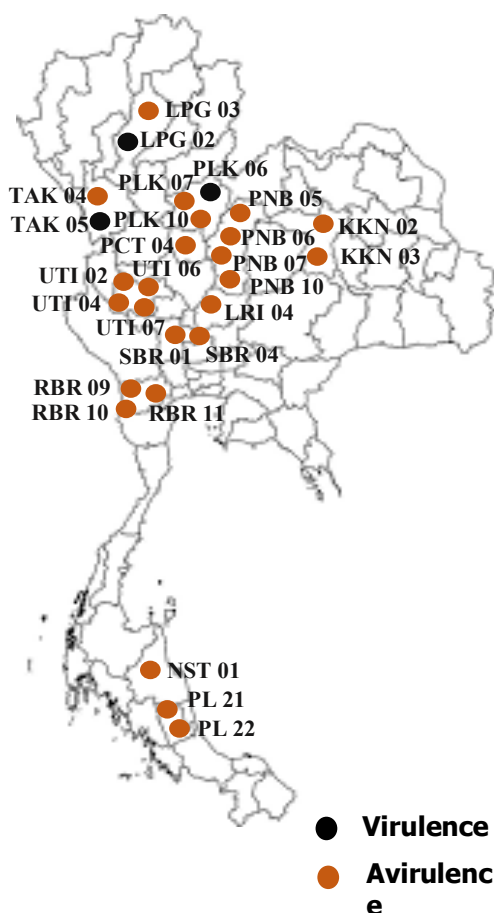 LPG 03
LPG 02
PLK 06
PLK 07
TAK 04
PNB 05
TAK 05
PLK 10
KKN 02
PNB 06
PCT 04
KKN 03
PNB 07
UTI 06
UTI 02
PNB 10
UTI 04
LRI 04
UTI 07
SBR 04
SBR 01
RBR 09
RBR 10
RBR 11
NST 01
PL 21
PL 22
Virulence
Avirulenc
e